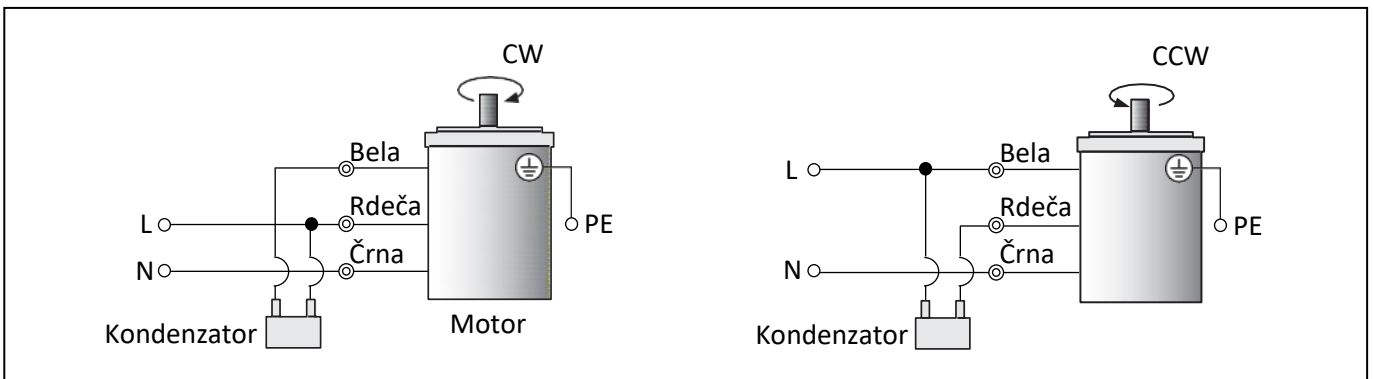 CW
Bela
L
Rdeča
PE
N
Črna
Kondenzator
Motor
CCW
L
Bela
Rdeča
PE
N
Črna
Kondenzator